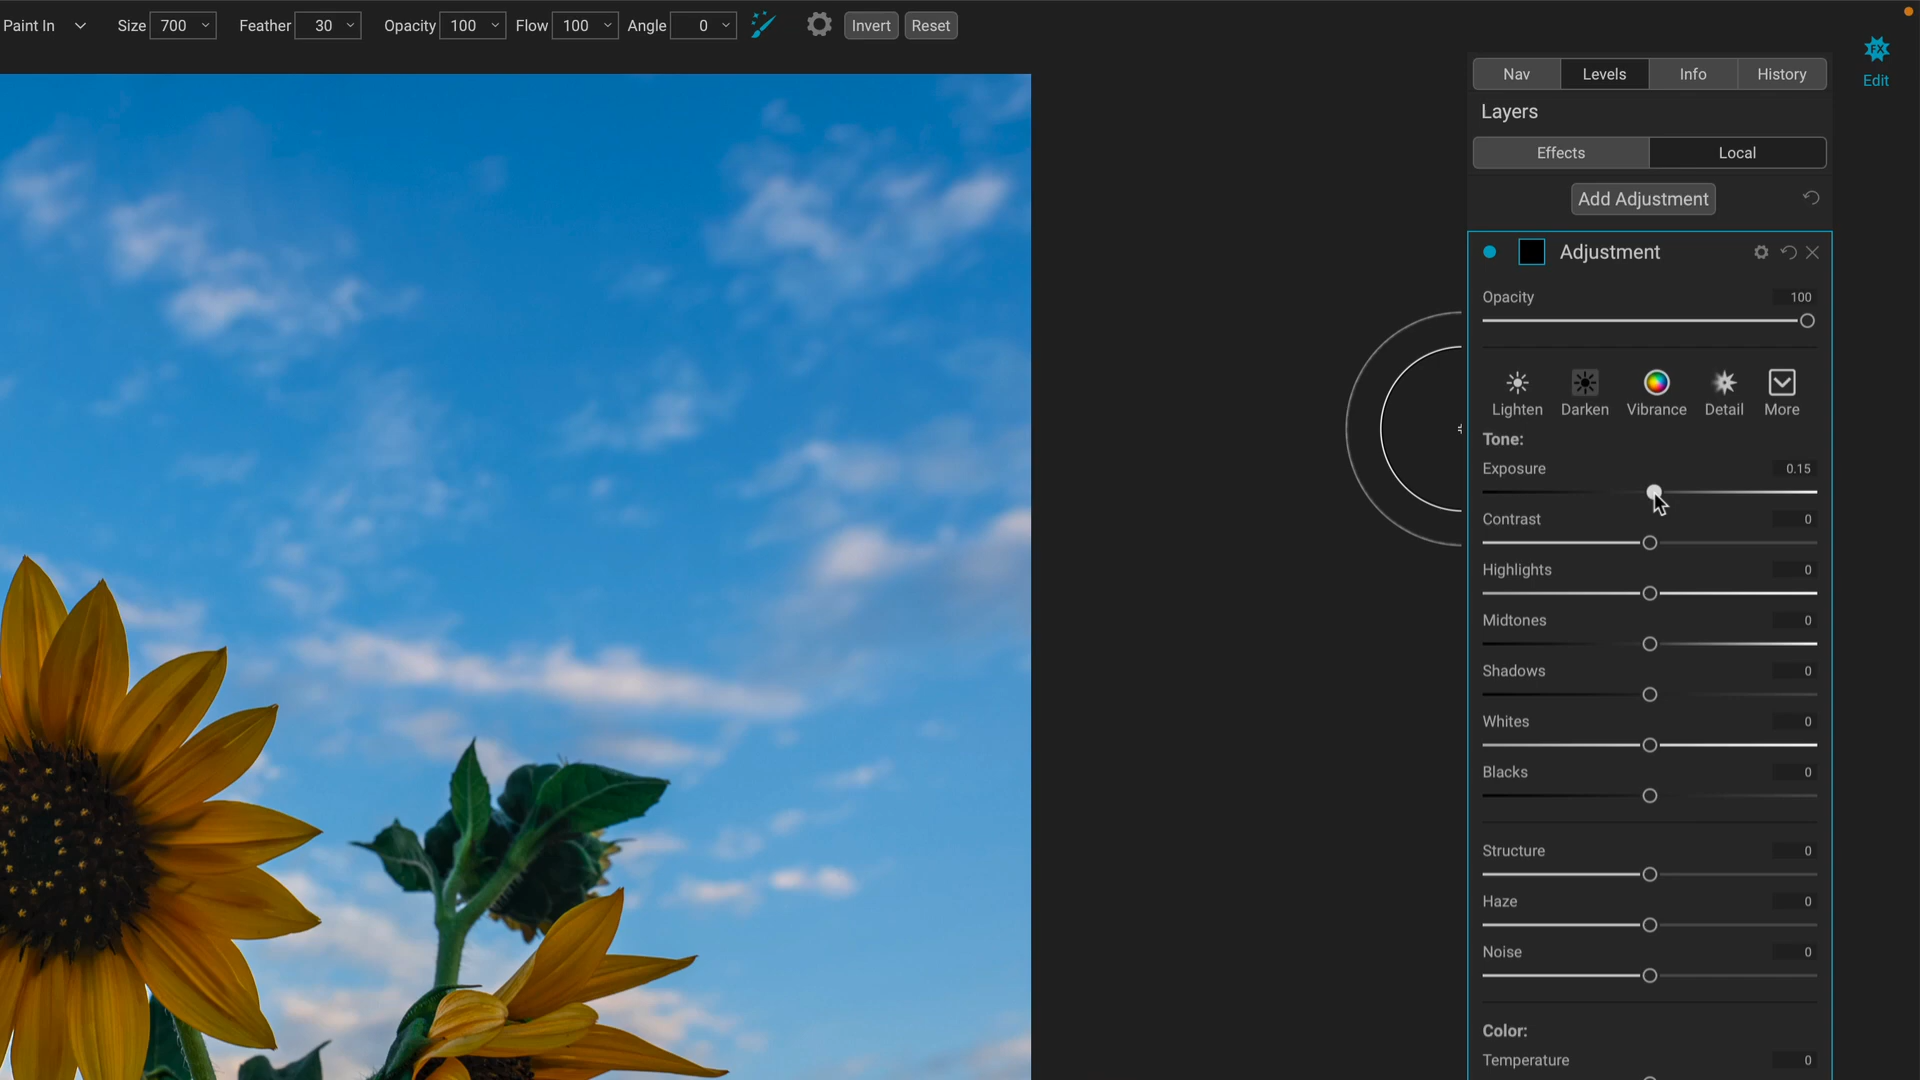 Paint In Size 700 Feather 30 Opacity 100 Flow 100 Angle 0 Invert Reset
FX
Edit
Nav Levels Info History
Layers
Effects Local
Add Adjustment
Adjustment
Opacity 100
Lighten Darken Vibrance Detail More
Tone:
Exposure 0.15
Contrast 0
Highlights 0
Midtones 0
Shadows 0
Whites 0
Blacks 0
Structure 0
Haze 0
Noise 0
Color:
Temperature 0